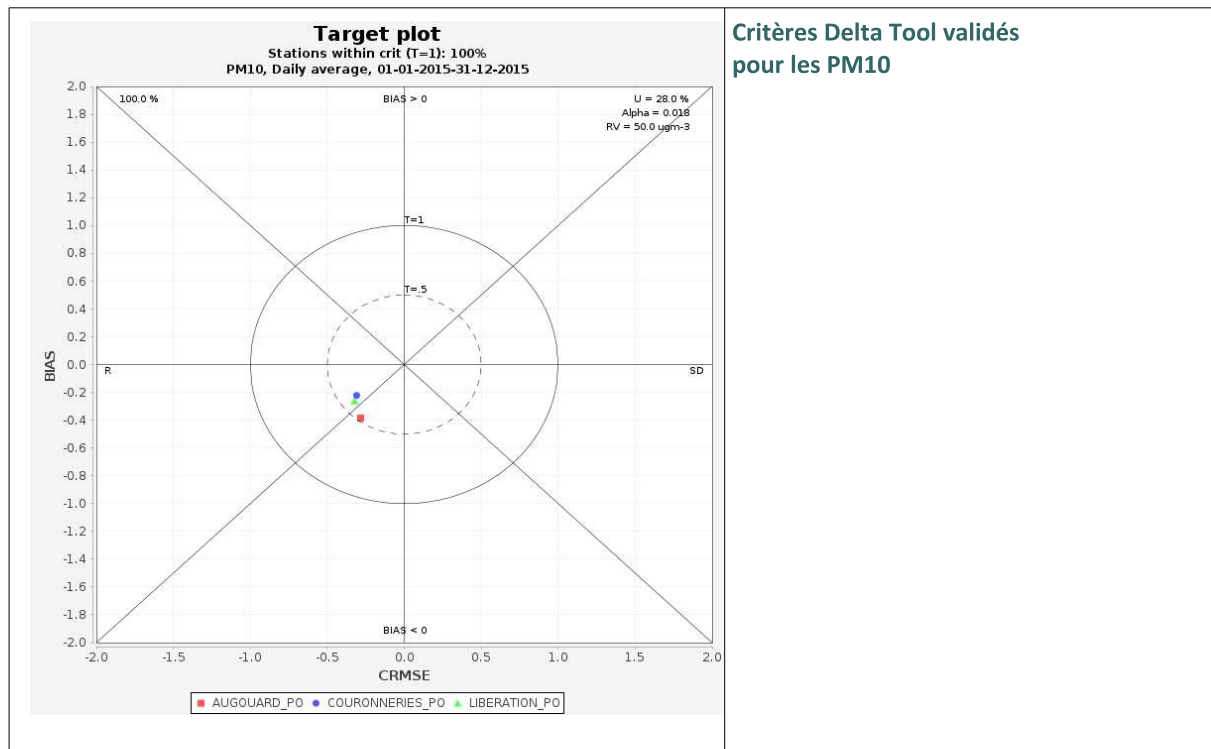 Target plot
Stations within crit (T=1): 100%
PM10, Daily average, 01-01-2015-31-12-2015
100.0 %
BIAS > 0
U = 28.0 %
Alpha = 0.018
RV = 50.0 ugm-3
2.0
1.8
1.6
1.4
1.2
1.0
0.8
0.6
0.4
0.2
0.0
-0.2
-0.4
-0.6
-0.8
-1.0
-1.2
-1.4
-1.6
-1.8
-2.0
BIAS
T=1
T=.5
R
SD
BIAS < 0
-2.0 -1.5 -1.0 -0.5 0.0 0.5 1.0 1.5 2.0
CRMSE
AUGOUARD_PO COURONNERIES_PO LIBERATION_PO
Critères Delta Tool validés
pour les PM10